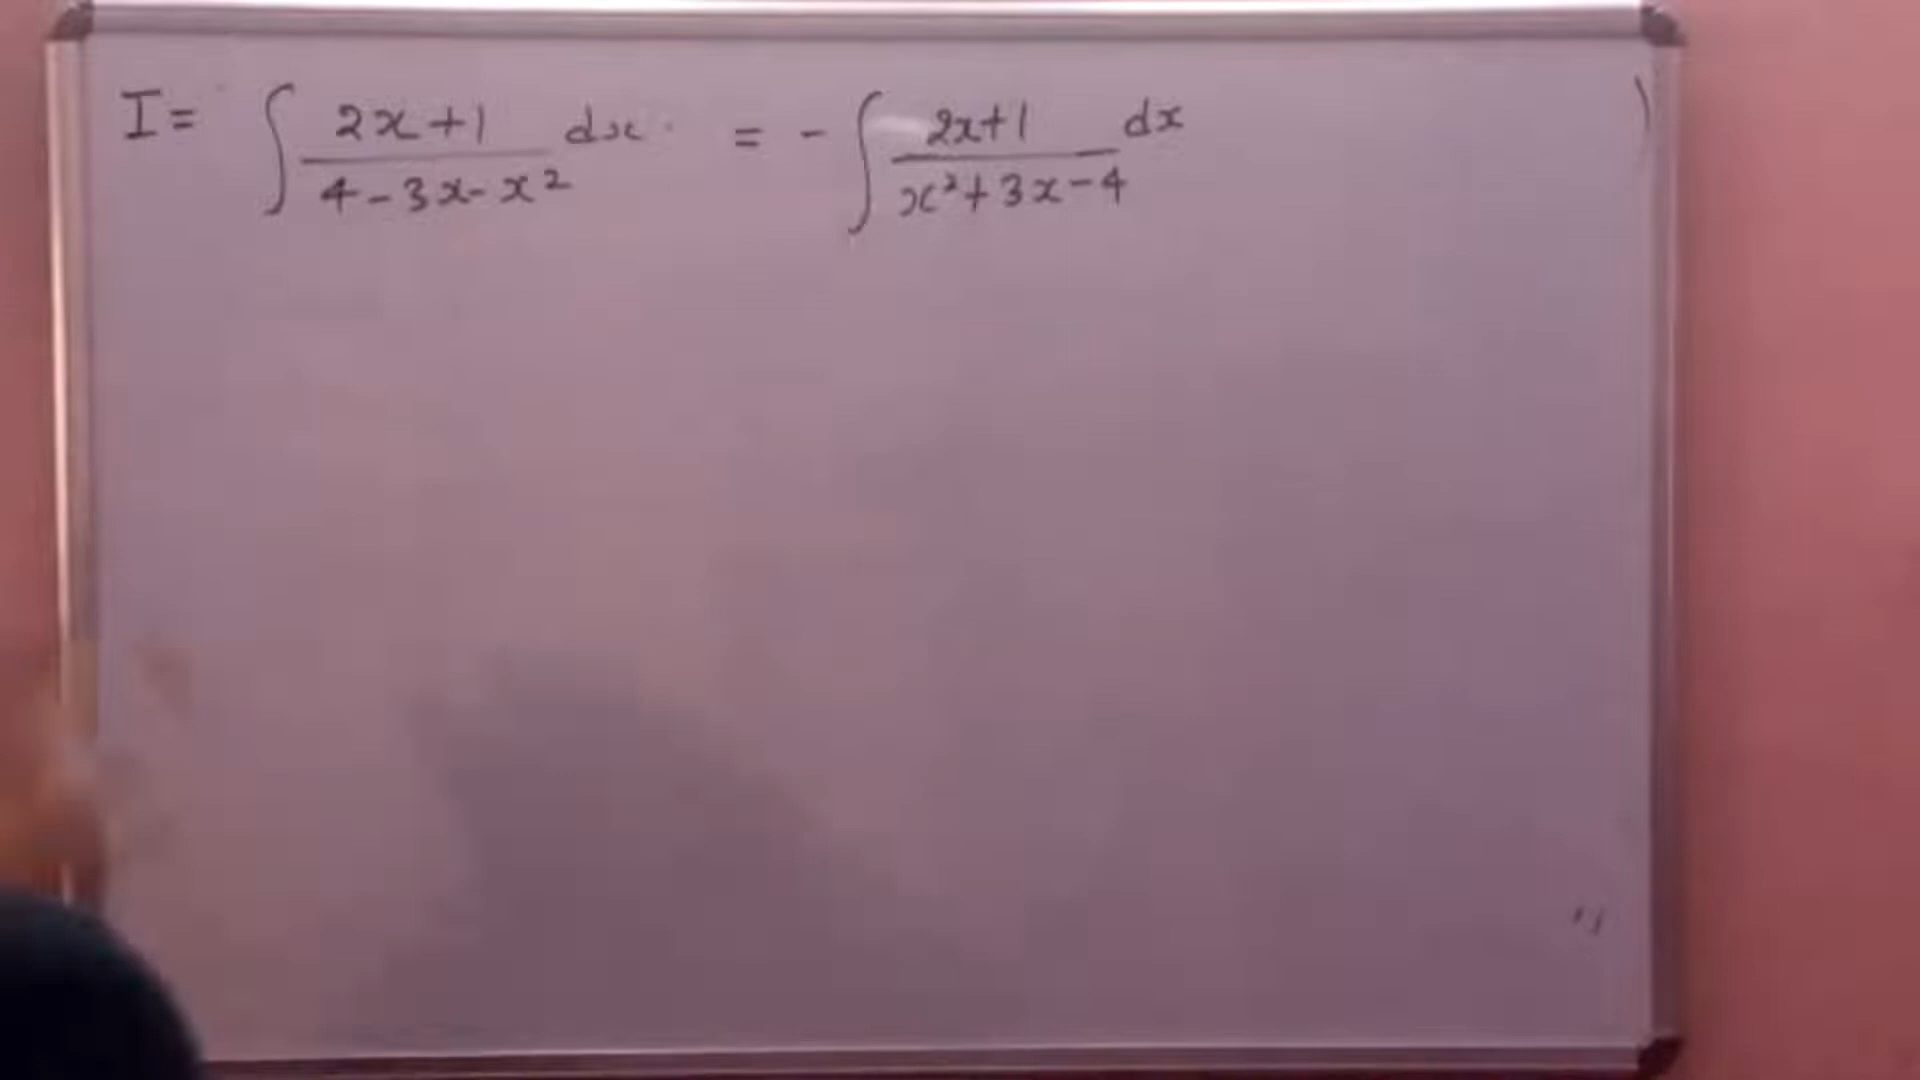 I = ∫ (2x+1)/(4-3x-x²) dx = - ∫ (2x+1)/(x²+3x-4) dx